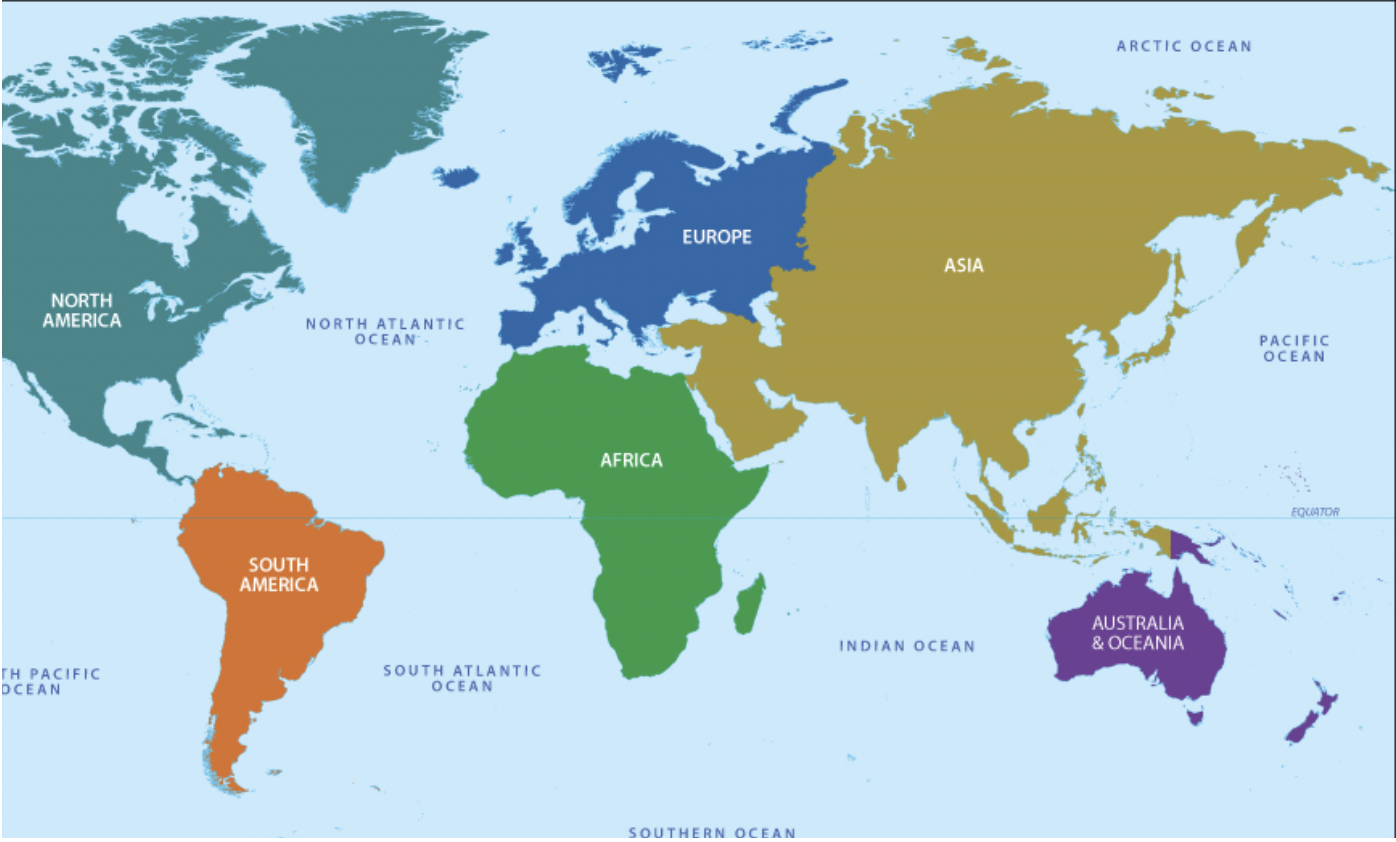 ARCTIC OCEAN
EUROPE
ASIA
NORTH
AMERICA
NORTH ATLANTIC
OCEAN
PACIFIC
OCEAN
AFRICA
EQUATOR
SOUTH
AMERICA
AUSTRALIA
& OCEANIA
INDIAN OCEAN
TH PACIFIC
OCEAN
SOUTH ATLANTIC
OCEAN
SOUTHERN OCEAN